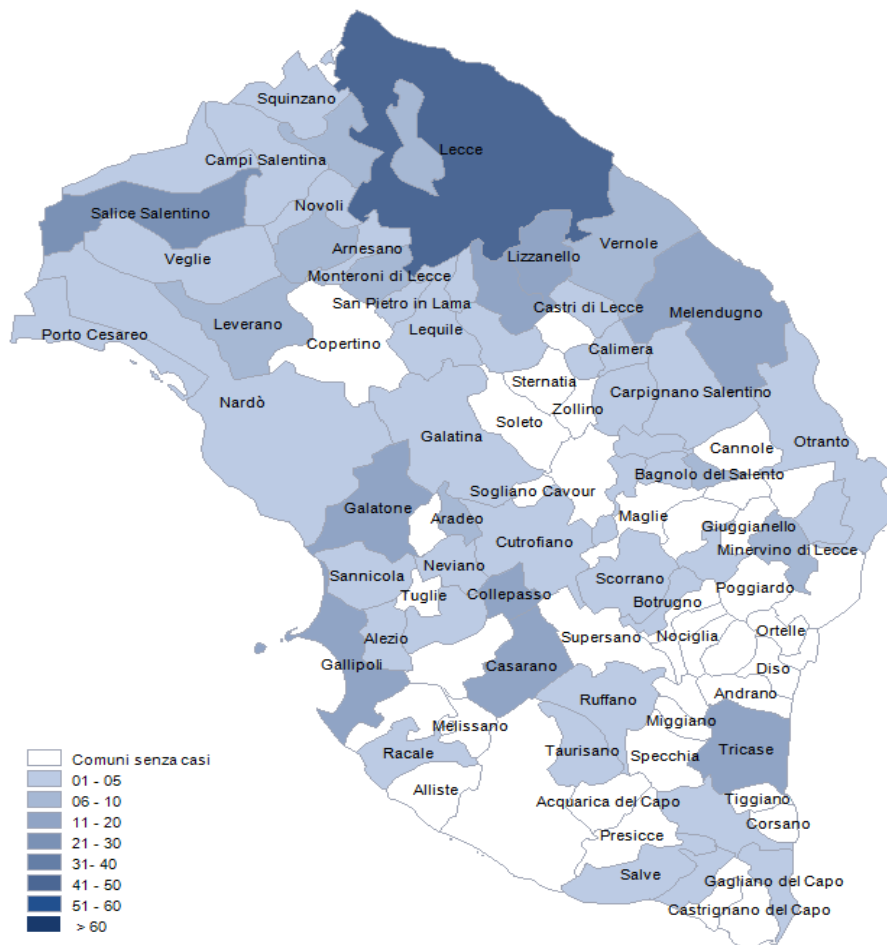 Squinzano
Lecce
Campi Salentina
Novoli
Salice Salentino
Arnesano
Vernole
Veglie
Lizzanello
Monteroni di Lecce
San Pietro in Lama
Castri di Lecce
Melendugno
Leverano
Lequile
Porto Cesareo
Copertino
Calimera
Sternatia
Carpignano Salentino
Nardò
Zollino
Soleto
Galatina
Otranto
Cannole
Bagnolo del Salento
Sogliano Cavour
Galatone
Aradeo
Maglie
Giuggianello
Cutrofiano
Minervino di Lecce
Neviano
Sannicola
Scorrano
Poggiardo
Tuglie
Collepasso
Botrugno
Alezio
Supersano
Nociglia
Ortelle
Gallipoli
Casarano
Diso
Andrano
Ruffano
Miggiano
Melissano
Racale
Taurisano
Specchia
Tricase
Alliste
Acquarica del Capo
Tiggiano
Corsano
Presicce
Salve
Gagliano del Capo
Castrignano del Capo
Comuni senza casi
01 - 05
06 - 10
11 - 20
21 - 30
31- 40
41 - 50
51 - 60
> 60